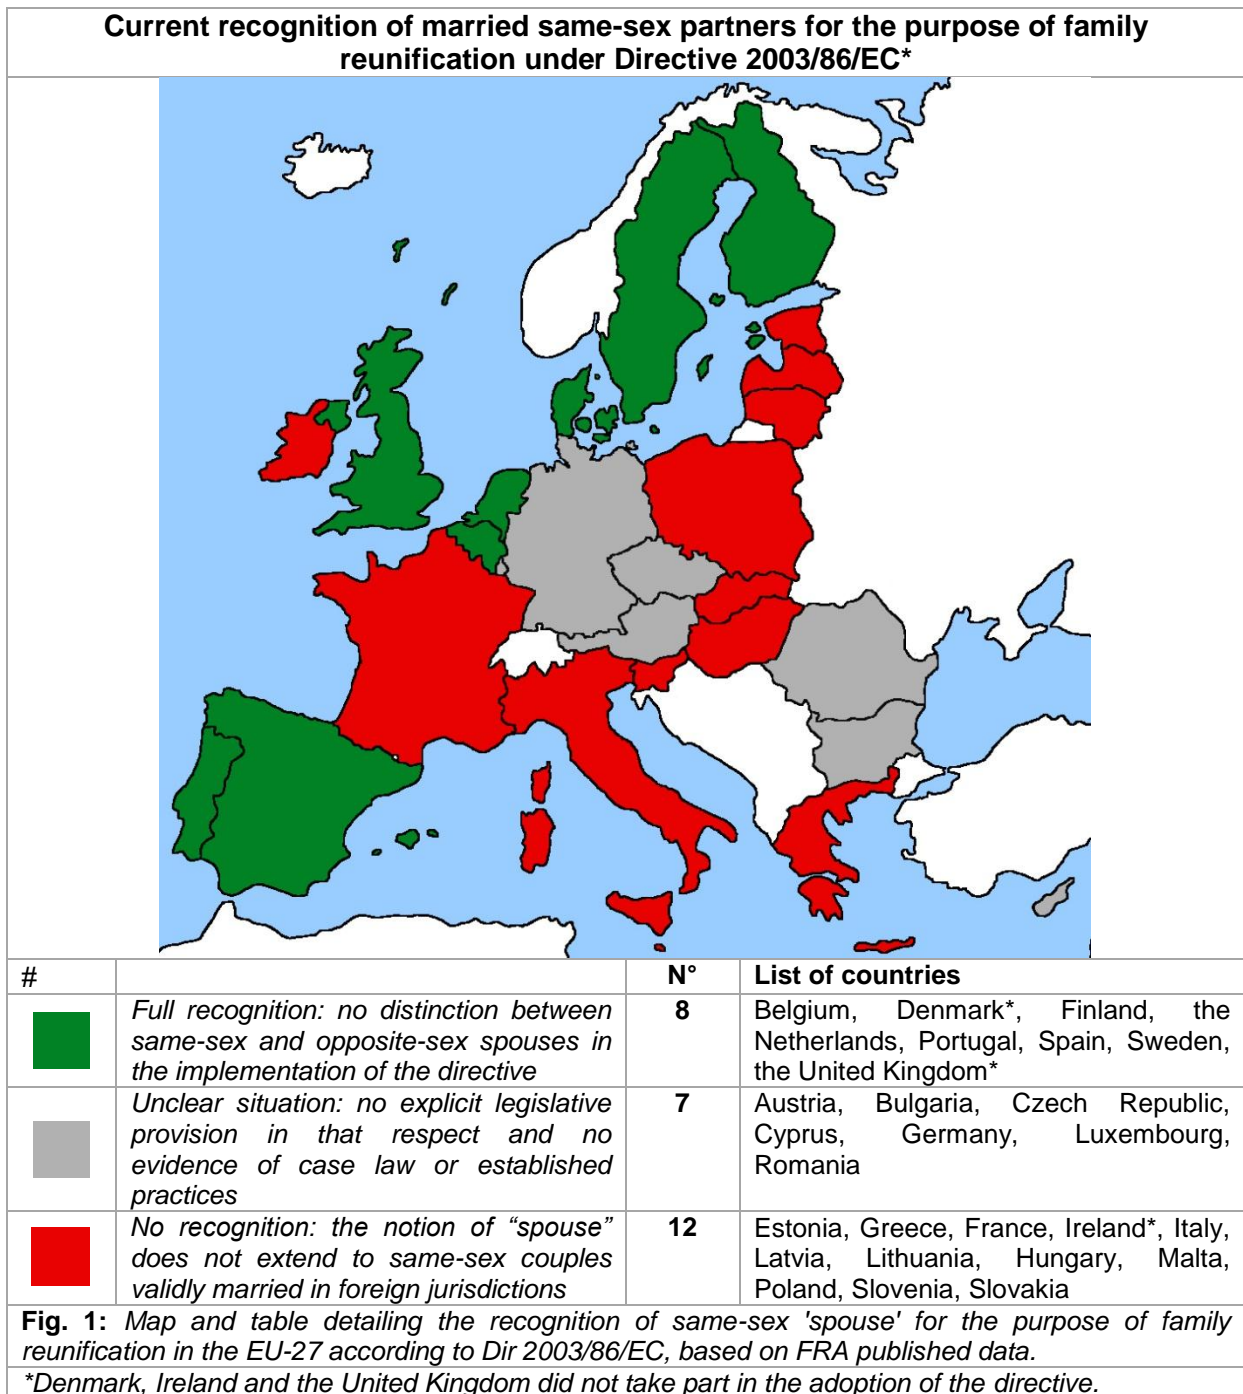 Current recognition of married same-sex partners for the purpose of family
reunification under Directive 2003/86/EC*
#
N°
List of countries
Full recognition: no distinction between
same-sex and opposite-sex spouses in
the implementation of the directive
8
Belgium, Denmark*, Finland, the
Netherlands, Portugal, Spain, Sweden,
the United Kingdom*
Unclear situation: no explicit legislative
provision in that respect and no
evidence of case law or established
practices
7
Austria, Bulgaria, Czech Republic,
Cyprus, Germany, Luxembourg,
Romania
No recognition: the notion of “spouse”
does not extend to same-sex couples
validly married in foreign jurisdictions
12
Estonia, Greece, France, Ireland*, Italy,
Latvia, Lithuania, Hungary, Malta,
Poland, Slovenia, Slovakia
Fig. 1: Map and table detailing the recognition of same-sex 'spouse' for the purpose of family
reunification in the EU-27 according to Dir 2003/86/EC, based on FRA published data.
*Denmark, Ireland and the United Kingdom did not take part in the adoption of the directive.